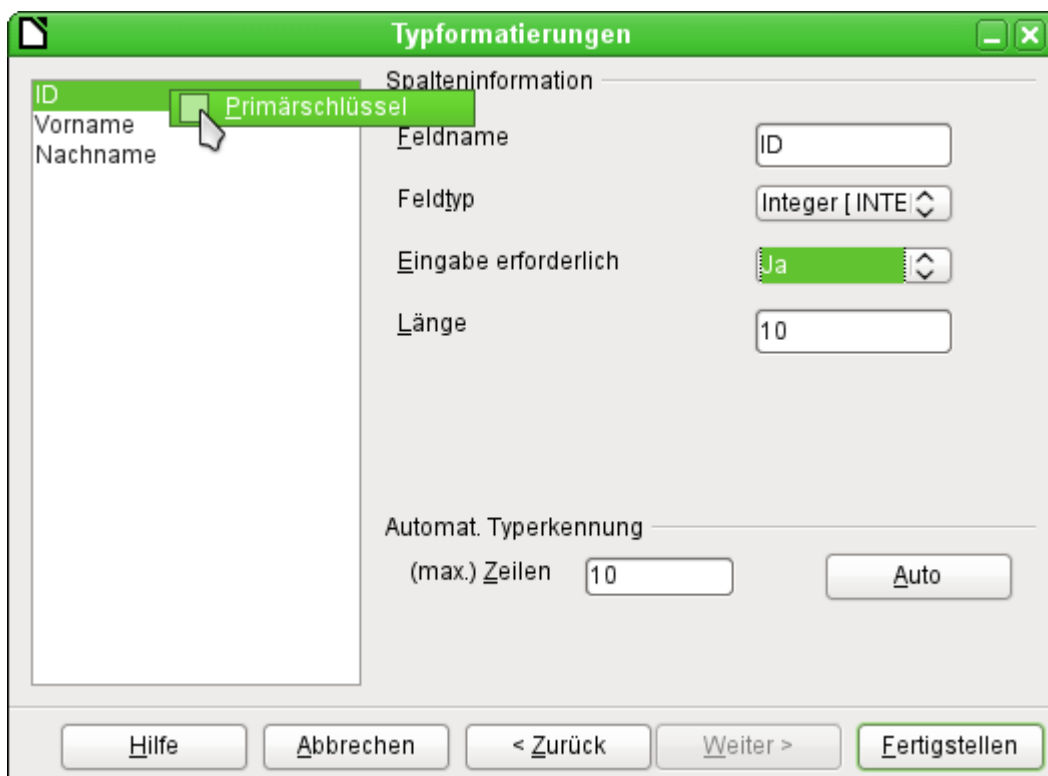 Typformatierungen
ID
Vorname
Nachname
Primärschlüssel
Spalteninformation
Feldname
ID
Feldtyp
Integer [ INTE
Eingabe erforderlich
Ja
Länge
10
Automat. Typerkennung
(max.) Zeilen
10
Auto
Hilfe
Abbrechen
< Zurück
Weiter >
Fertigstellen